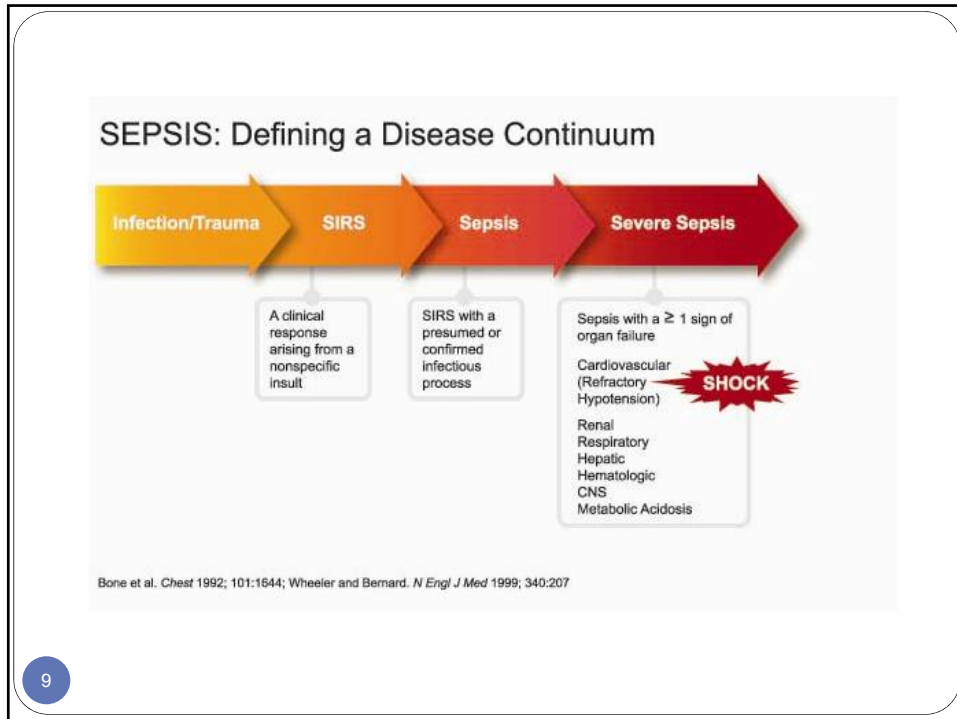 SEPSIS: Defining a Disease Continuum
Infection/Trauma
SIRS
Sepsis
Severe Sepsis
A clinical
response
arising from a
nonspecific
insult
SIRS with a
presumed or
confirmed
infectious
process
Sepsis with a ≥ 1 sign of
organ failure
Cardiovascular
(Refractory
Hypotension)
SHOCK
Renal
Respiratory
Hepatic
Hematologic
CNS
Metabolic Acidosis
Bone et al. Chest 1992; 101:1644; Wheeler and Bernard. N Engl J Med 1999; 340:207
9